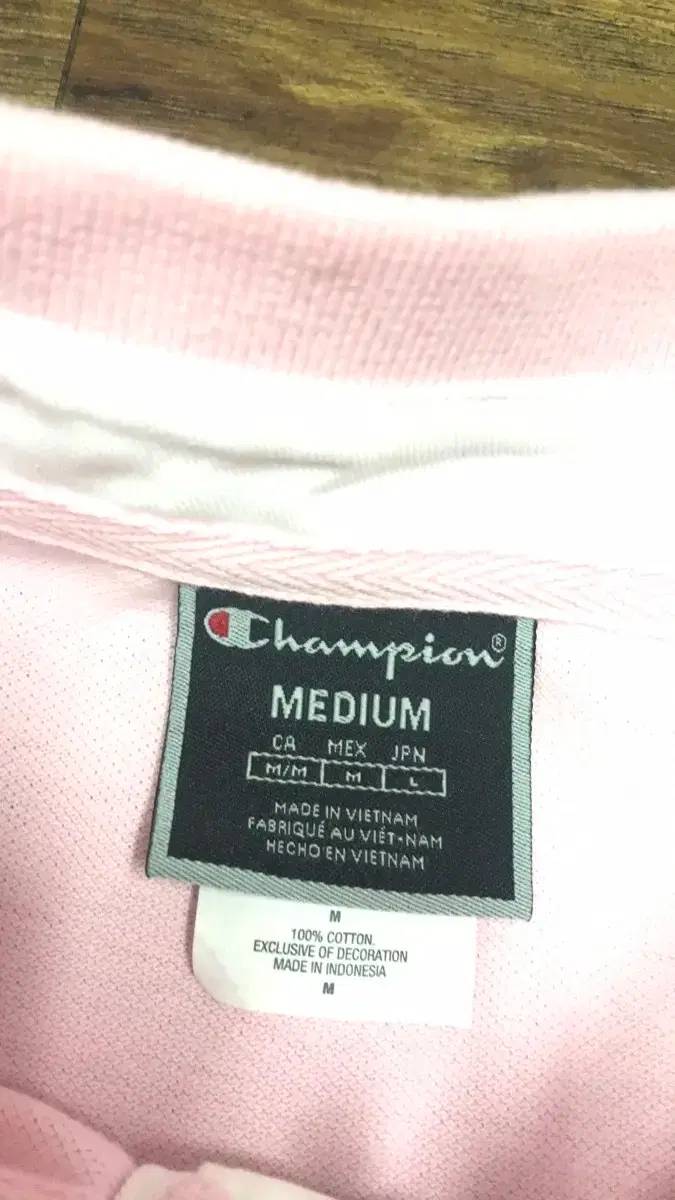 Champion®
MEDIUM
CA MEX JPN
M/M M L
MADE IN VIETNAM
FABRIQUÉ AU VIÊT-NAM
HECHO EN VIETNAM
M
100% COTTON.
EXCLUSIVE OF DECORATION
MADE IN INDONESIA
M